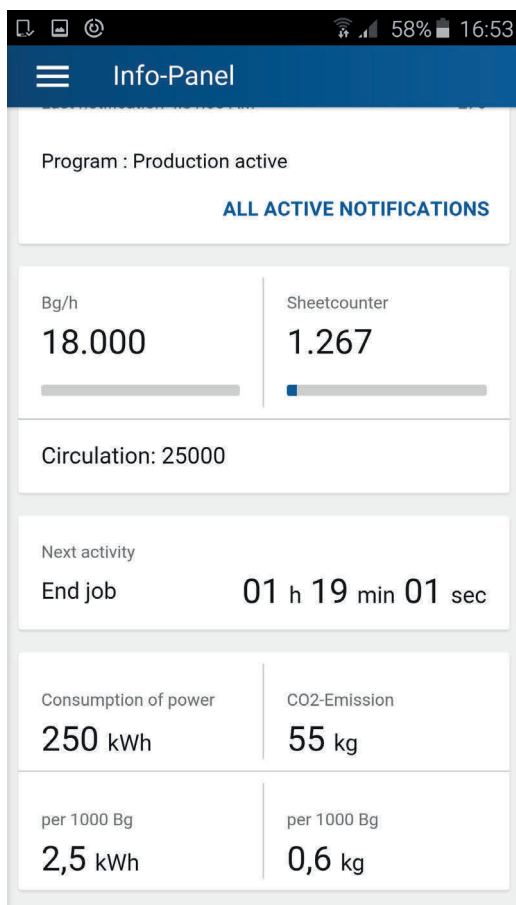 58% 16:53
Info-Panel
Program : Production active
ALL ACTIVE NOTIFICATIONS
Bg/h
Sheetcounter
18.000
1.267
Circulation: 25000
Next activity
End job 01 h 19 min 01 sec
Consumption of power
CO2-Emission
250 kWh
55 kg
per 1000 Bg
per 1000 Bg
2,5 kWh
0,6 kg